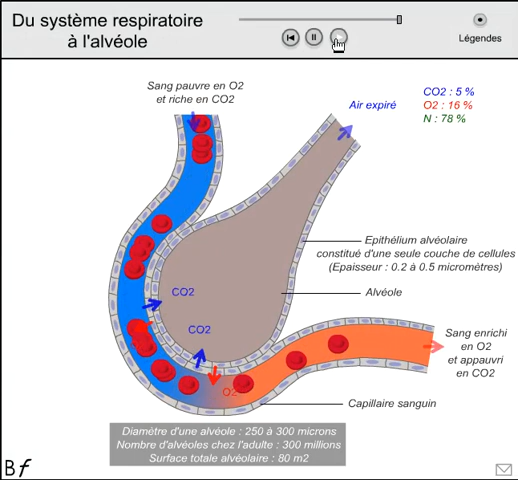 Du système respiratoire
à l'alvéole
Légendes
Sang pauvre en O2
et riche en CO2
Air expiré
CO2 : 5 %
O2 : 16 %
N : 78 %
Epithélium alvéolaire
constitué d'une seule couche de cellules
(Epaisseur : 0.2 à 0.5 micromètres)
CO2
Alvéole
CO2
Sang enrichi
en O2
et appauvri
en CO2
O2
Capillaire sanguin
Diamètre d'une alvéole : 250 à 300 microns
Nombre d'alvéoles chez l'adulte : 300 millions
Surface totale alvéolaire : 80 m2
Bf